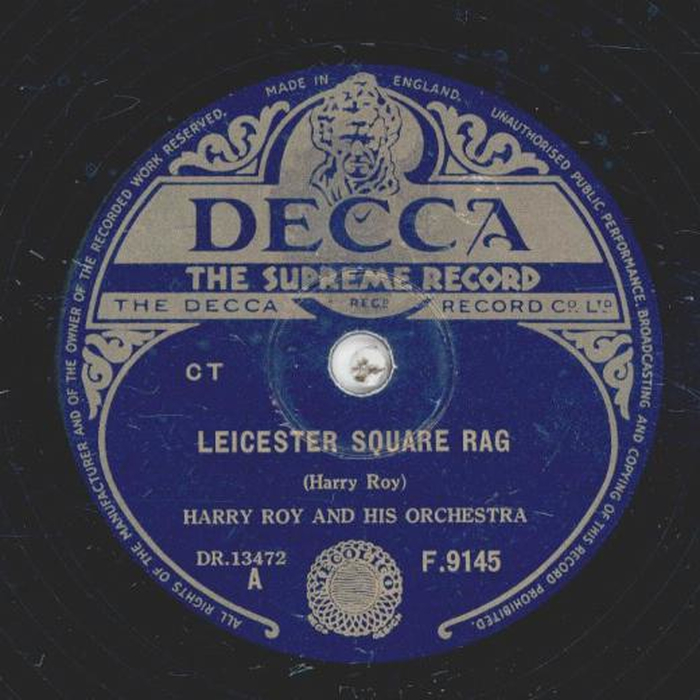 MADE IN ENGLAND.
UNAUTHORISED PUBLIC PERFORMANCE, BROADCASTING AND COPYING OF THIS RECORD PROHIBITED.
ALL RIGHTS OF THE MANUFACTURER AND OF THE OWNER OF THE RECORDED WORK RESERVED.
DECCA
THE SUPREME RECORD
THE DECCA REGD RECORD CO. LTD
CT
LEICESTER SQUARE RAG
(Harry Roy)
HARRY ROY AND HIS ORCHESTRA
DR.13472 F.9145
A